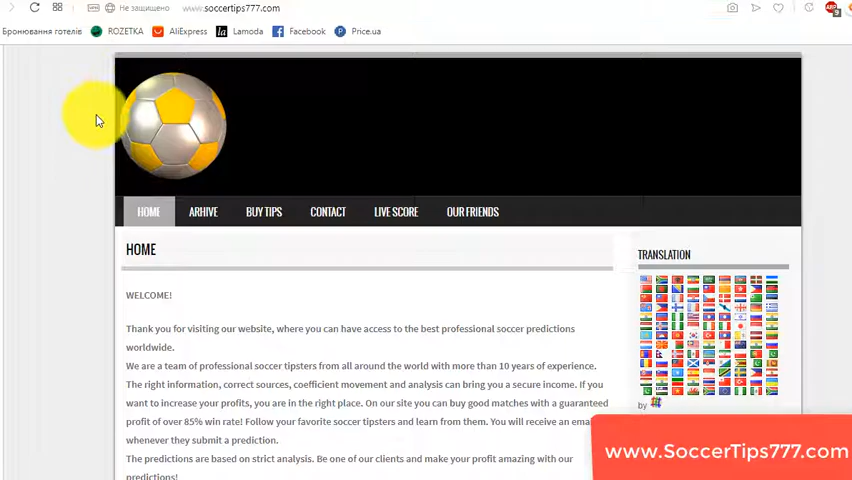 Не защищено www.soccertips777.com
Бронювання готелів ROZETKA AliExpress la Lamoda Facebook P Price.ua
HOME ARHIVE BUY TIPS CONTACT LIVE SCORE OUR FRIENDS
HOME
TRANSLATION
WELCOME!
Thank you for visiting our website, where you can have access to the best professional soccer predictions
worldwide.
We are a team of professional soccer tipsters from all around the world with more than 10 years of experience.
The right information, correct sources, coefficient movement and analysis can bring you a secure income. If you
want to increase your profits, you are in the right place. On our site you can buy good matches with a guaranteed
by
profit of over 85% win rate! Follow your favorite soccer tipsters and learn from them. You will receive an ema
whenever they submit a prediction.
The predictions are based on strict analysis. Be one of our clients and make your profit amazing with our
predictions!
www.SoccerTips777.com